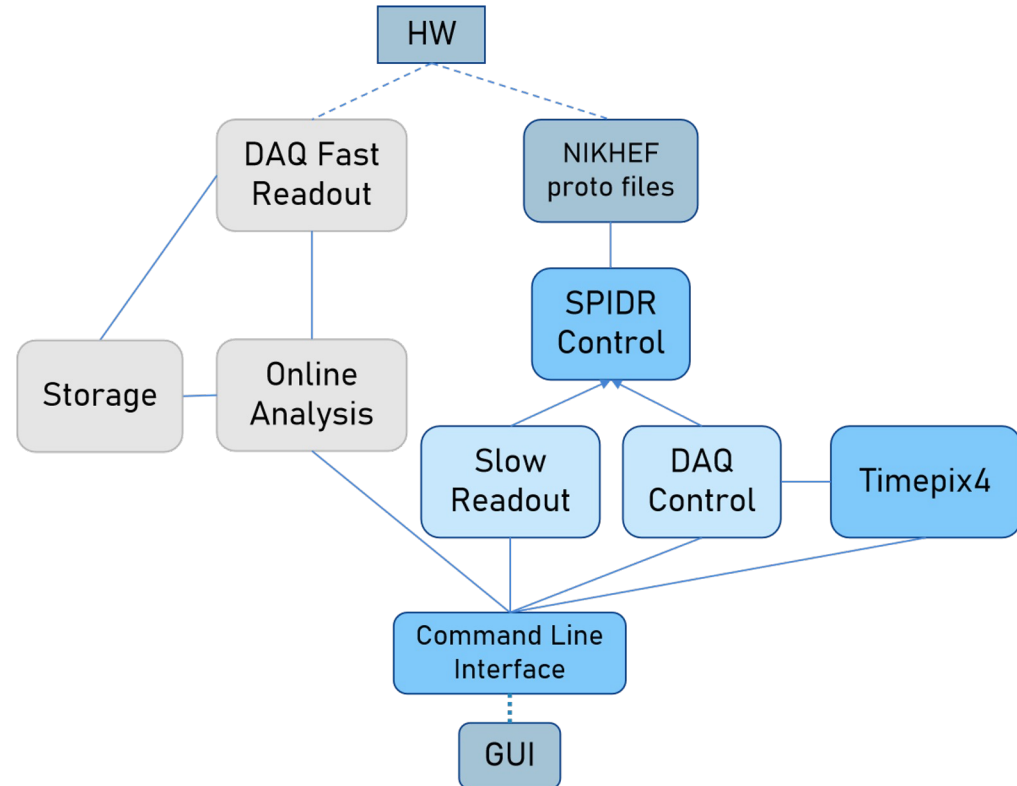 HW
DAQ Fast
Readout
NIKHEF
proto files
SPIDR
Control
Storage
Online
Analysis
Slow
Readout
DAQ
Control
Timepix4
Command Line
Interface
GUI